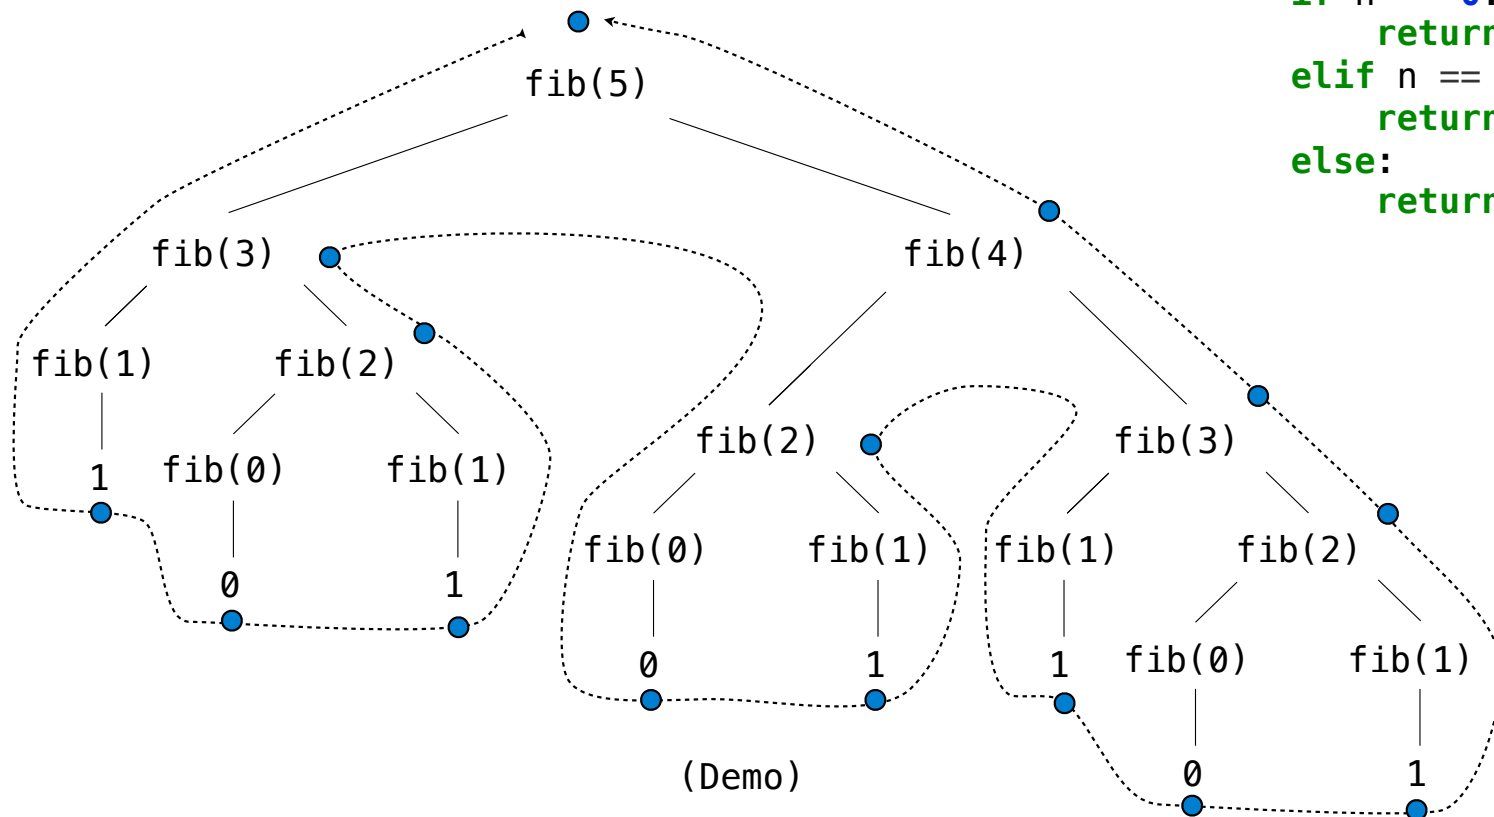 if n == 0:
return
elif n ==
return
else:
return
fib(5)
fib(3) fib(4)
fib(1) fib(2)
fib(2) fib(3)
1 fib(0) fib(1)
fib(0) fib(1) fib(1) fib(2)
0 1
0 1 1 fib(0) fib(1)
(Demo) 0 1